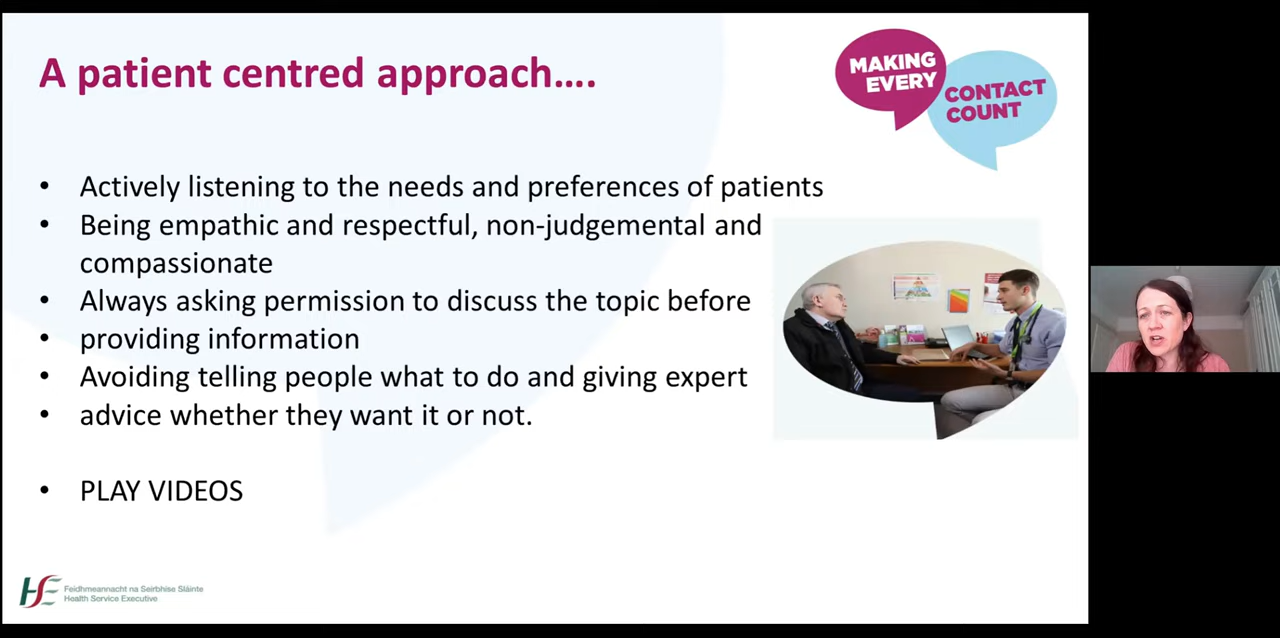 A patient centred approach....
MAKING
EVERY
CONTACT
COUNT
• Actively listening to the needs and preferences of patients
• Being empathic and respectful, non-judgemental and
compassionate
• Always asking permission to discuss the topic before
• providing information
• Avoiding telling people what to do and giving expert
• advice whether they want it or not.
• PLAY VIDEOS
Feidhmeannacht na Seirbhíse Sláinte
Health Service Executive